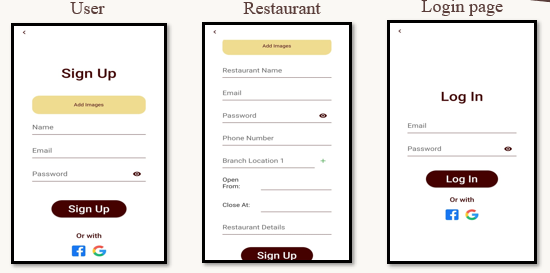 User
Sign Up
Add Images
Name
Email
Password
Sign Up
Or with
Restaurant
Add Images
Restaurant Name
Email
Password
Phone Number
Branch Location 1 +
Open
From:
Close At:
Restaurant Details
Sign Up
Login page
Log In
Email
Password
Log In
Or with